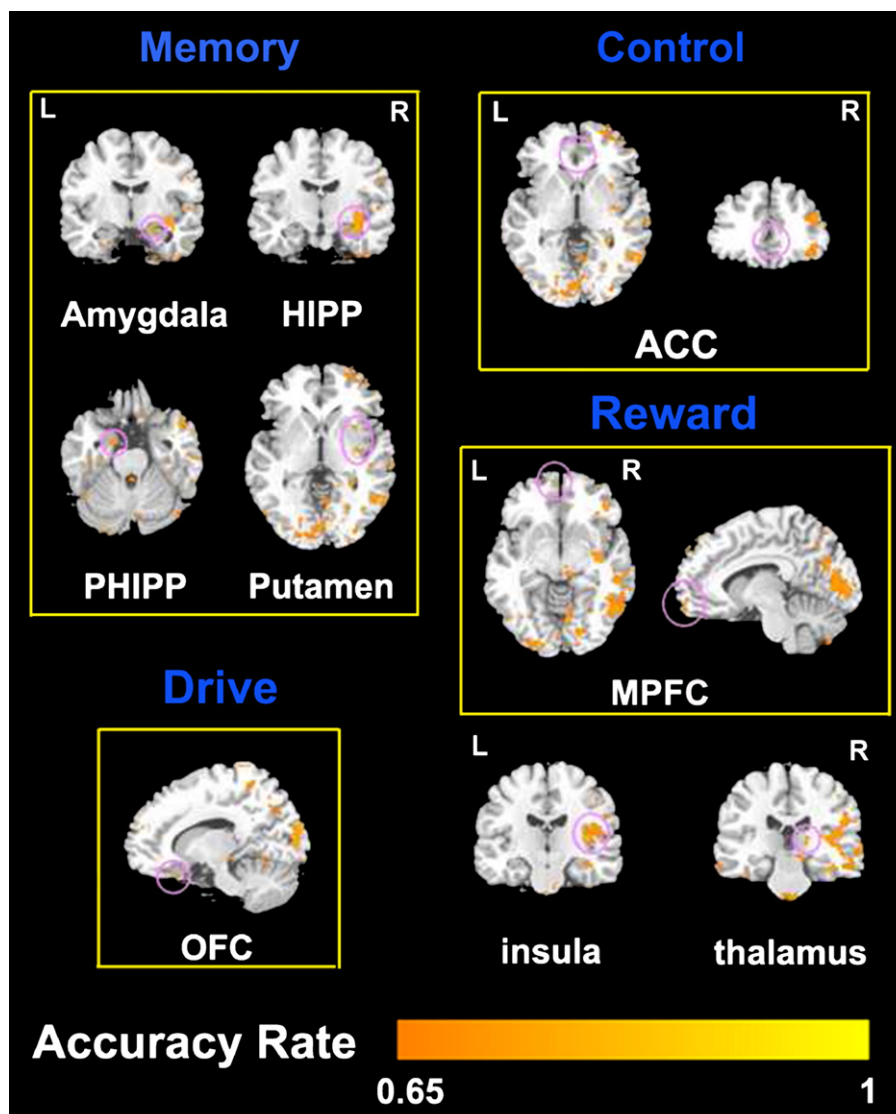 Memory
L
R
Amygdala
HIPP
PHIPP
Putamen
Control
L
R
ACC
Reward
L
R
MPFC
Drive
OFC
L
R
insula
thalamus
Accuracy Rate
0.65
1